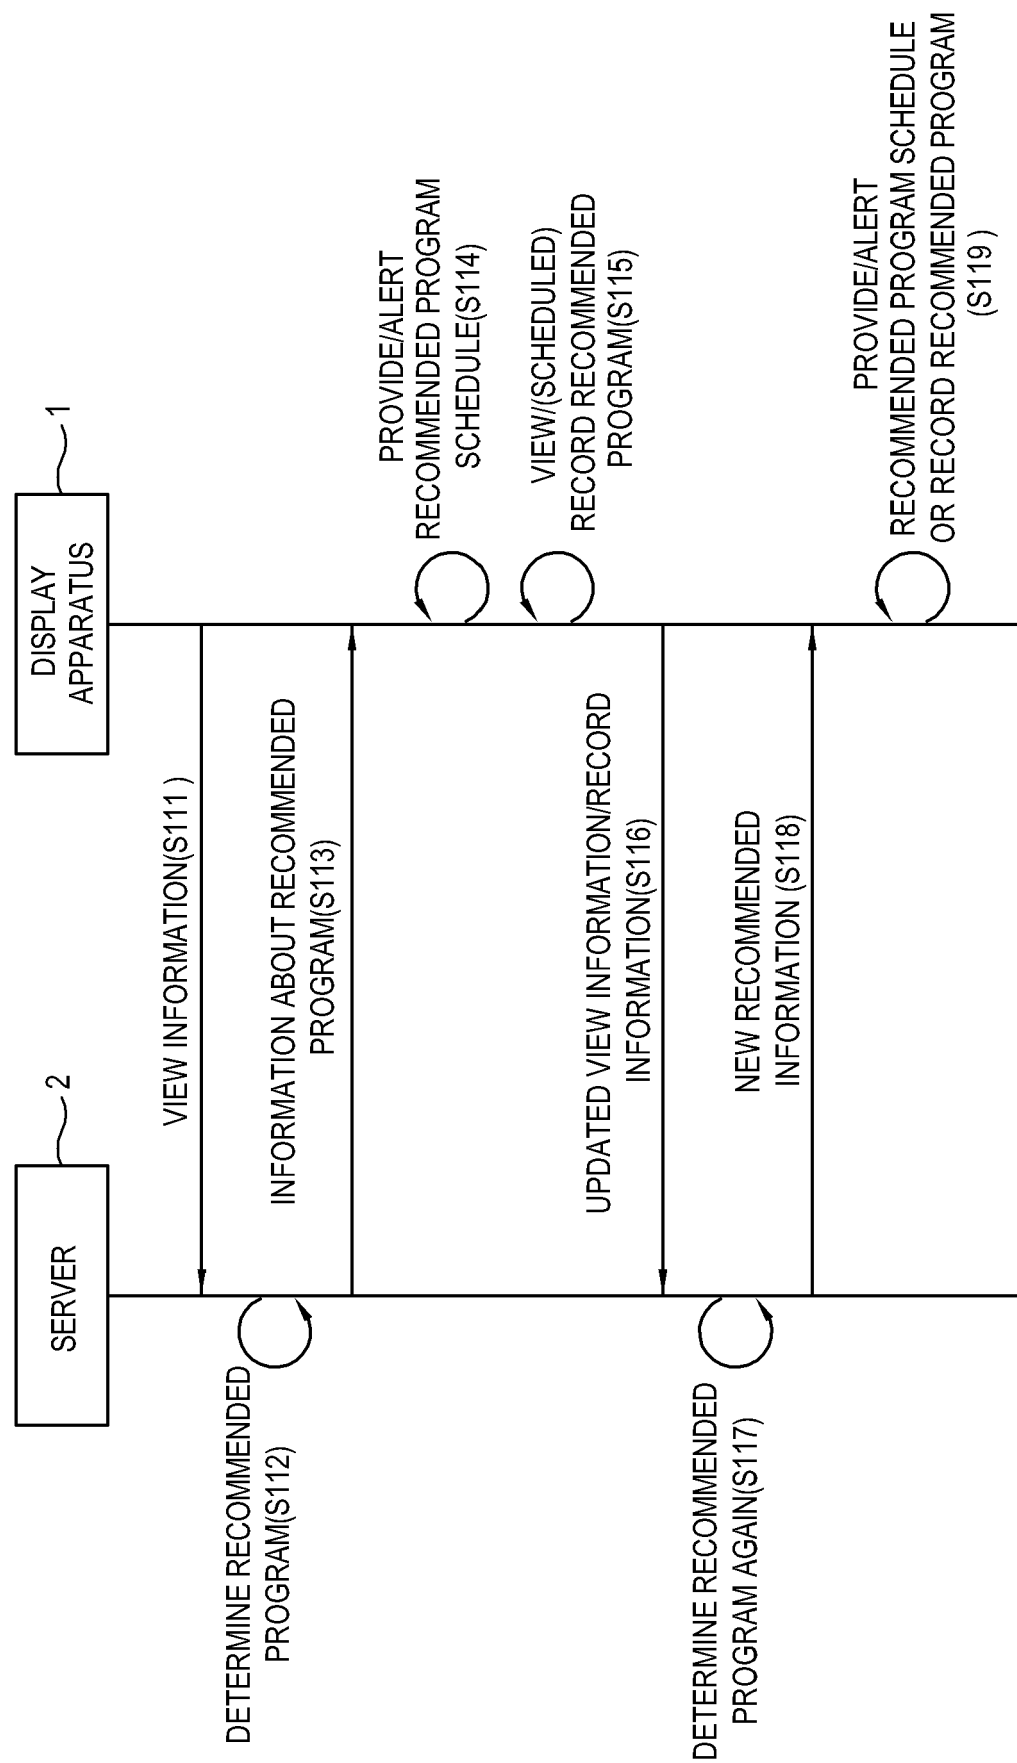 SERVER
2
DISPLAY
APPARATUS
1
VIEW INFORMATION(S111 )
DETERMINE RECOMMENDED
PROGRAM(S112)
INFORMATION ABOUT RECOMMENDED
PROGRAM(S113)
PROVIDE/ALERT
RECOMMENDED PROGRAM
SCHEDULE(S114)
VIEW/(SCHEDULED)
RECORD RECOMMENDED
PROGRAM(S115)
UPDATED VIEW INFORMATION/RECORD
INFORMATION(S116)
DETERMINE RECOMMENDED
PROGRAM AGAIN(S117)
NEW RECOMMENDED
INFORMATION (S118)
PROVIDE/ALERT
RECOMMENDED PROGRAM SCHEDULE
OR RECORD RECOMMENDED PROGRAM
(S119)